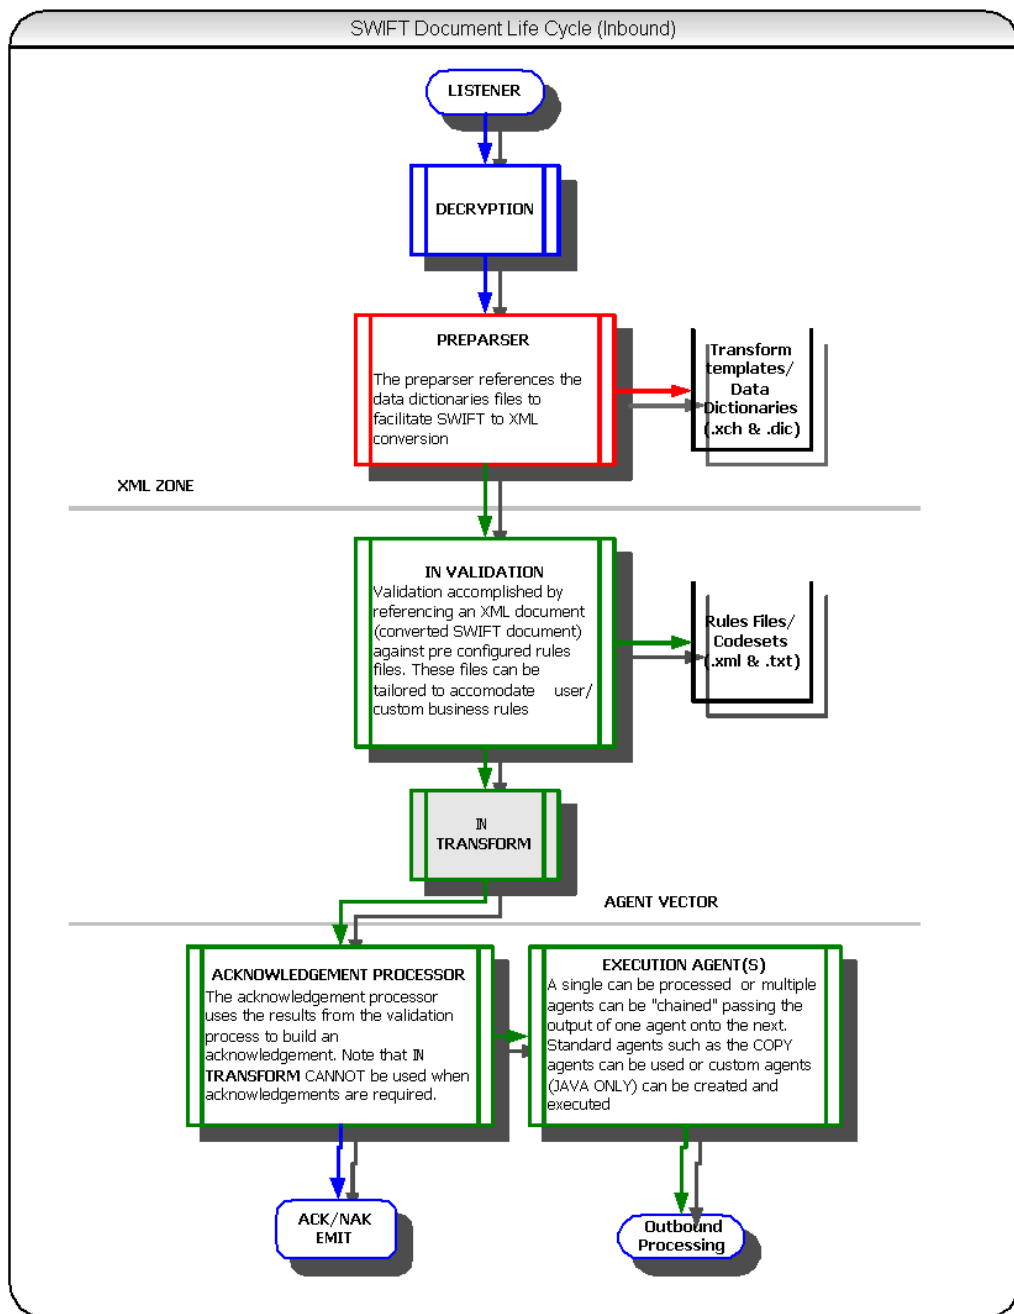 SWIFT Document Life Cycle (Inbound)
LISTENER
DECRYPTION
PREPARSER
The preparser references the
data dictionaries files to
facilitate SWIFT to XML
conversion
Transform
templates/
Data
Dictionaries
(.xch & .dic)
XML ZONE
IN VALIDATION
Validation accomplished by
referencing an XML document
(converted SWIFT document)
against pre configured rules
files. These files can be
tailored to accomodate user/
custom business rules
Rules Files/
Codesets
(.xml & .txt)
IN
TRANSFORM
AGENT VECTOR
ACKNOWLEDGEMENT PROCESSOR
The acknowledgement processor
uses the results from the validation
process to build an
acknowledgement. Note that IN
TRANSFORM CANNOT be used when
acknowledgements are required.
EXECUTION AGENT(S)
A single can be processed or multiple
agents can be "chained" passing the
output of one agent onto the next.
Standard agents such as the COPY
agents can be used or custom agents
(JAVA ONLY) can be created and
executed
ACK/NAK
EMIT
Outbound
Processing